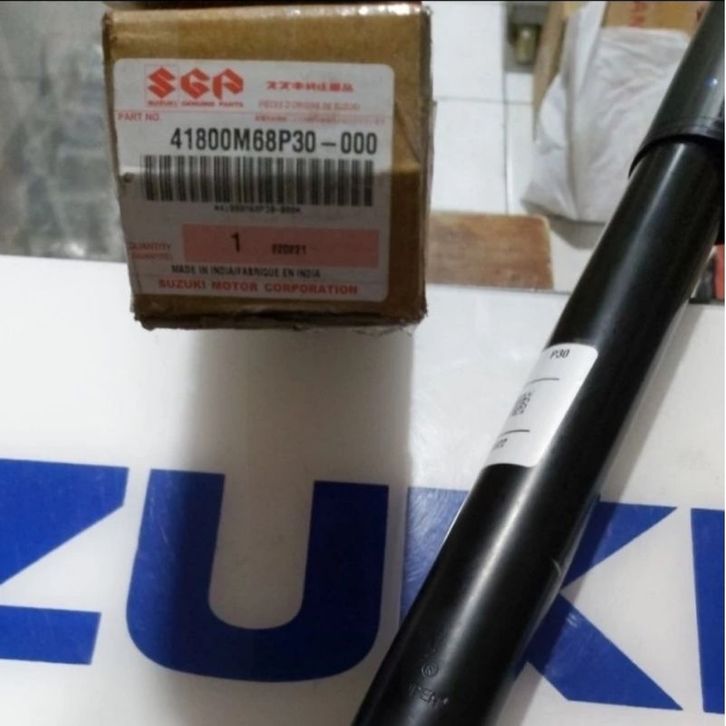 SGP
SUZUKI GENUINE PARTS
スズキ純正部品
PIÈCES D'ORIGINE DE SUZUKI
PART NO.
41800M68P30-000
QUANTITY
1
MADE IN INDIA/FABRIQUE EN INDIA
SUZUKI MOTOR CORPORATION
P30
ZUKI